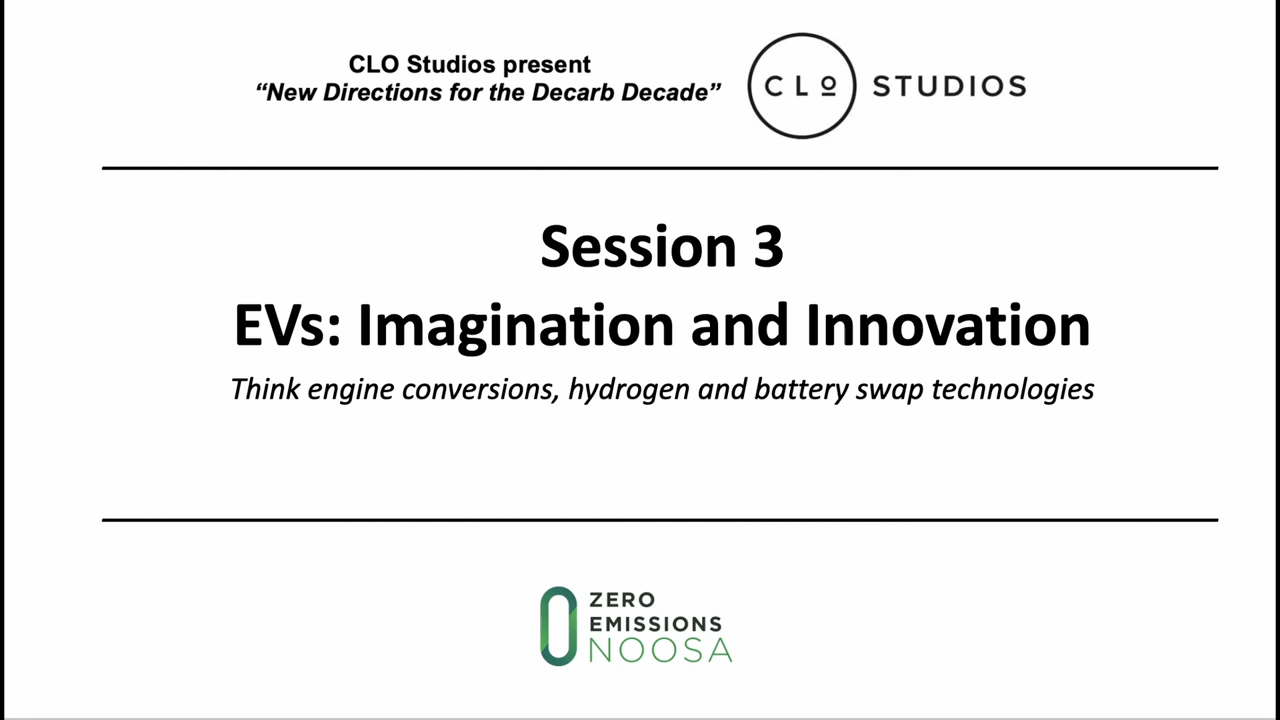 CLO Studios present
“New Directions for the Decarb Decade”
CLO STUDIOS
Session 3
EVs: Imagination and Innovation
Think engine conversions, hydrogen and battery swap technologies
ZERO
EMISSIONS
NOOSA